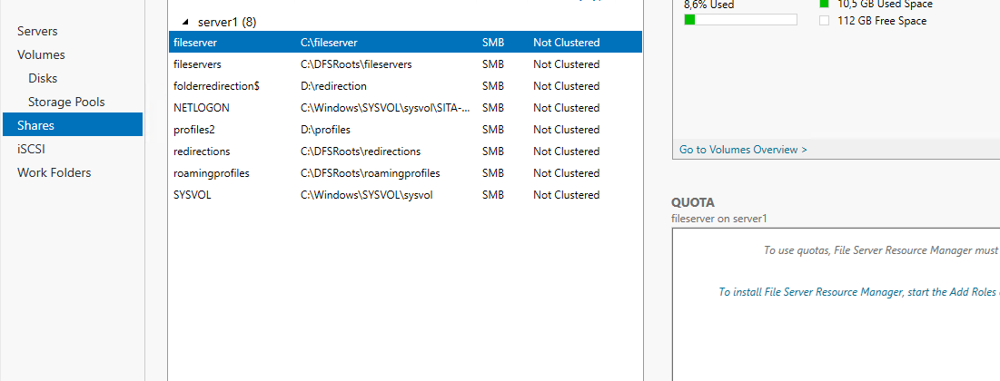 Servers
Volumes
Disks
Storage Pools
Shares
iSCSI
Work Folders
server1 (8)
fileserver C:\fileserver SMB Not Clustered
fileservers C:\DFSRoots\fileservers SMB Not Clustered
folderredirection$ D:\redirection SMB Not Clustered
NETLOGON C:\Windows\SYSVOL\sysvol\SITA-... SMB Not Clustered
profiles2 D:\profiles SMB Not Clustered
redirections C:\DFSRoots\redirections SMB Not Clustered
roamingprofiles C:\DFSRoots\roamingprofiles SMB Not Clustered
SYSVOL C:\Windows\SYSVOL\sysvol SMB Not Clustered
8,6% Used
10,5 GB Used Space
112 GB Free Space
Go to Volumes Overview >
QUOTA
fileserver on server1
To use quotas, File Server Resource Manager must
To install File Server Resource Manager, start the Add Roles